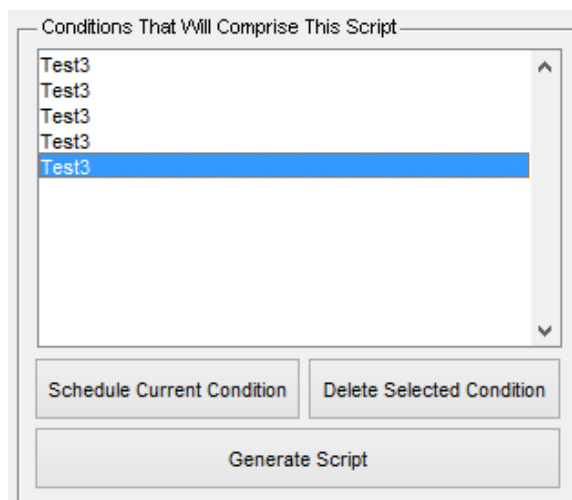 Conditions That Will Comprise This Script
Test3
Test3
Test3
Test3
Test3
Schedule Current Condition
Delete Selected Condition
Generate Script